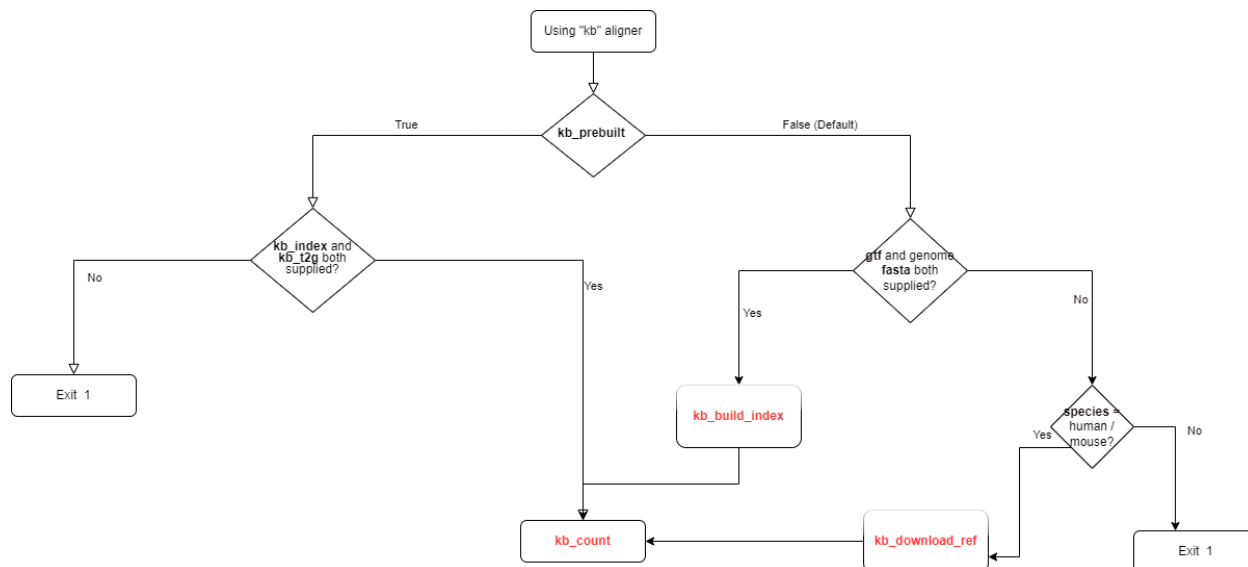 Using "kb" aligner
True
kb_prebuilt
False (Default)
kb_index and
kb_t2g both
supplied?
gtf and genome
fasta both
supplied?
No
Yes
No
Yes
Exit 1
kb_build_index
species =
human /
mouse?
Yes
No
kb_count
kb_download_ref
Exit 1